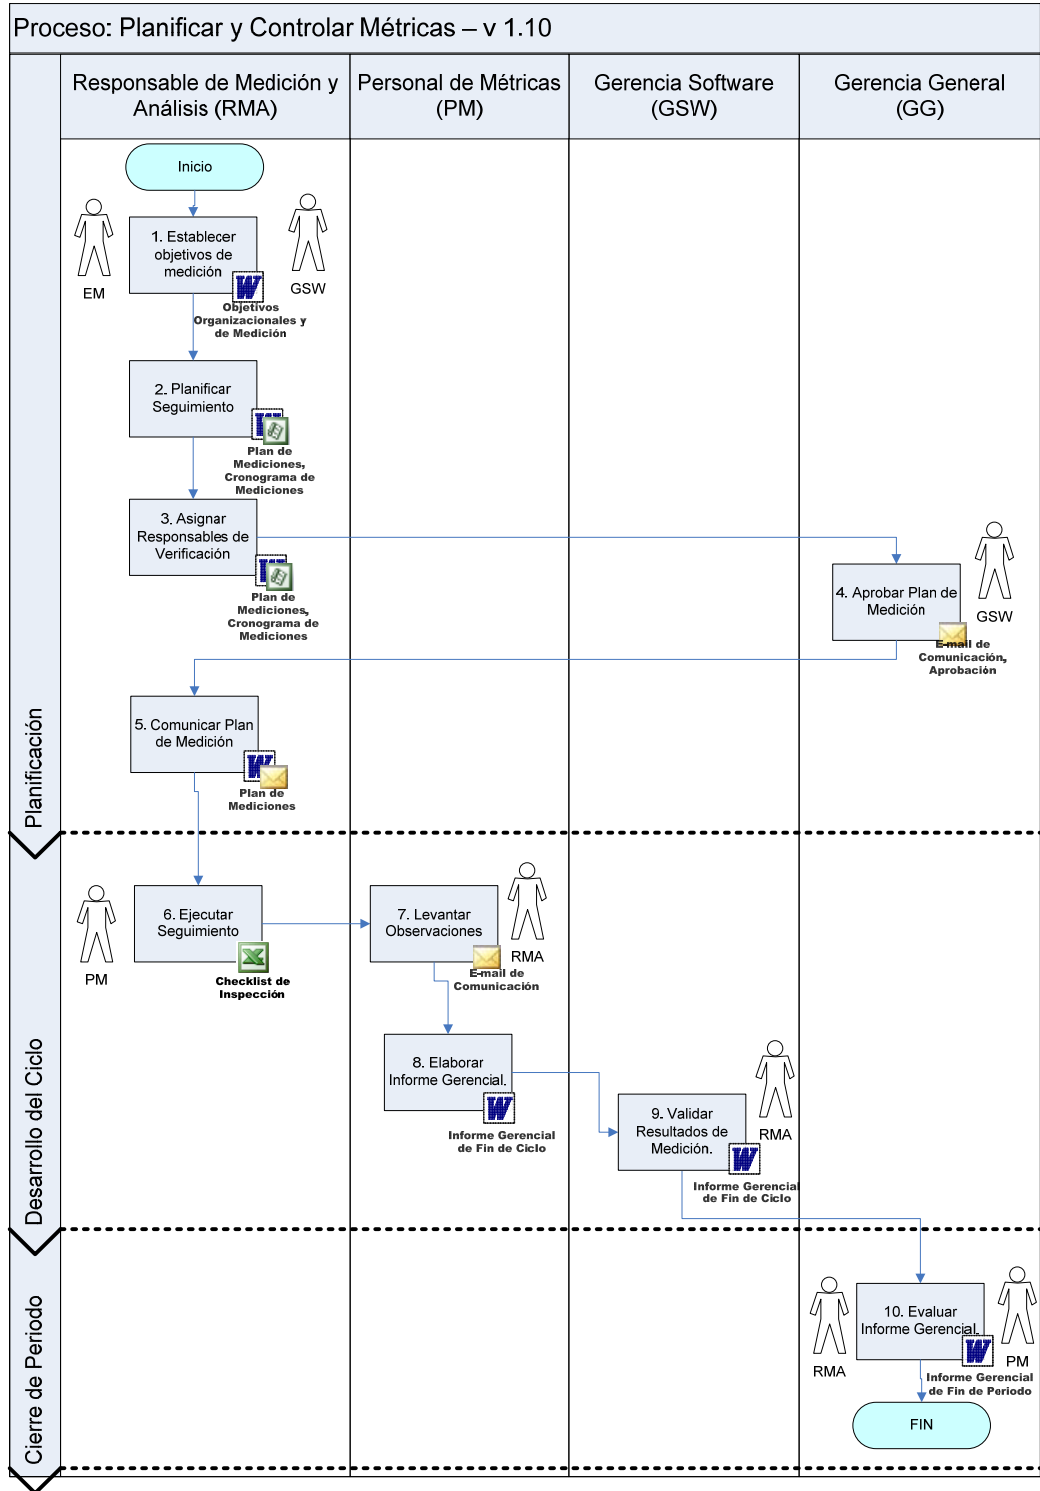 Proceso: Planificar y Controlar Métricas – v 1.10
Responsable de Medición y
Análisis (RMA)
Personal de Métricas
(PM)
Gerencia Software
(GSW)
Gerencia General
(GG)
Planificación
Inicio
EM
1. Establecer
objetivos de
medición
GSW
Objetivos
Organizacionales y
de Medición
2. Planificar
Seguimiento
Plan de
Mediciones,
Cronograma de
Mediciones
3. Asignar
Responsables de
Verificación
Plan de
Mediciones,
Cronograma de
Mediciones
4. Aprobar Plan de
Medición
GSW
E-mail de
Comunicación,
Aprobación
5. Comunicar Plan
de Medición
Plan de
Mediciones
Desarrollo del Ciclo
PM
6. Ejecutar
Seguimiento
Checklist de
Inspección
7. Levantar
Observaciones
RMA
E-mail de
Comunicación
8. Elaborar
Informe Gerencial.
Informe Gerencial
de Fin de Ciclo
9. Validar
Resultados de
Medición.
RMA
Informe Gerencial
de Fin de Ciclo
Cierre de Periodo
RMA
10. Evaluar
Informe Gerencial.
PM
Informe Gerencial
de Fin de Periodo
FIN